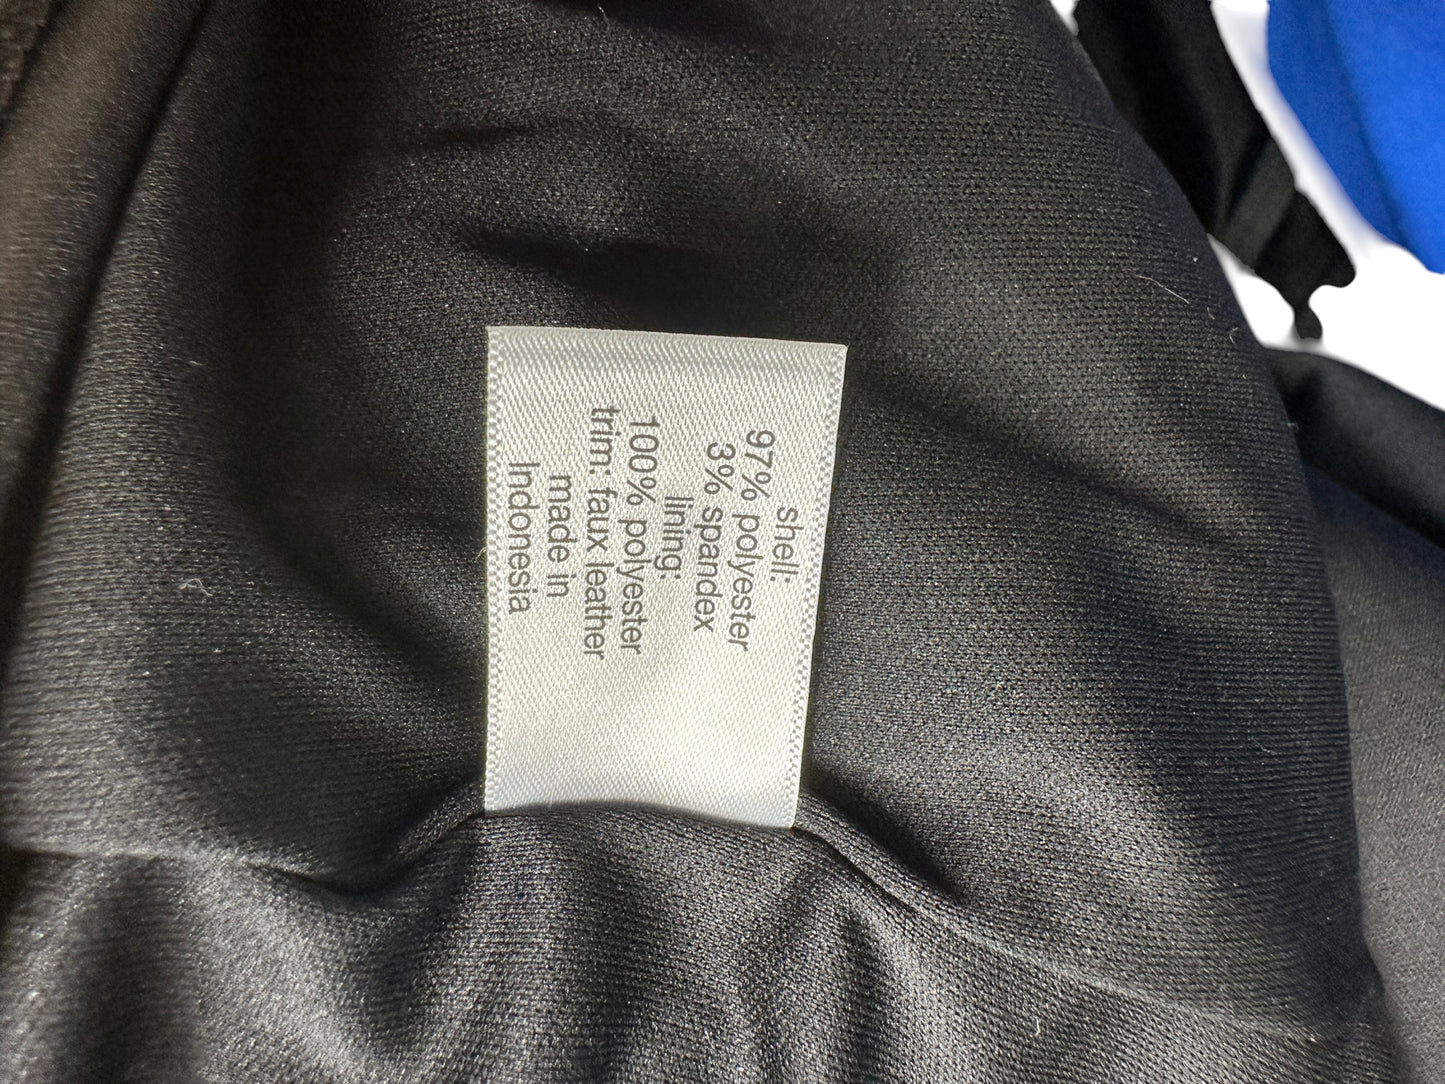 shell:
97% polyester
3% spandex
lining:
100% polyester
trim: faux leather
made in
Indonesia